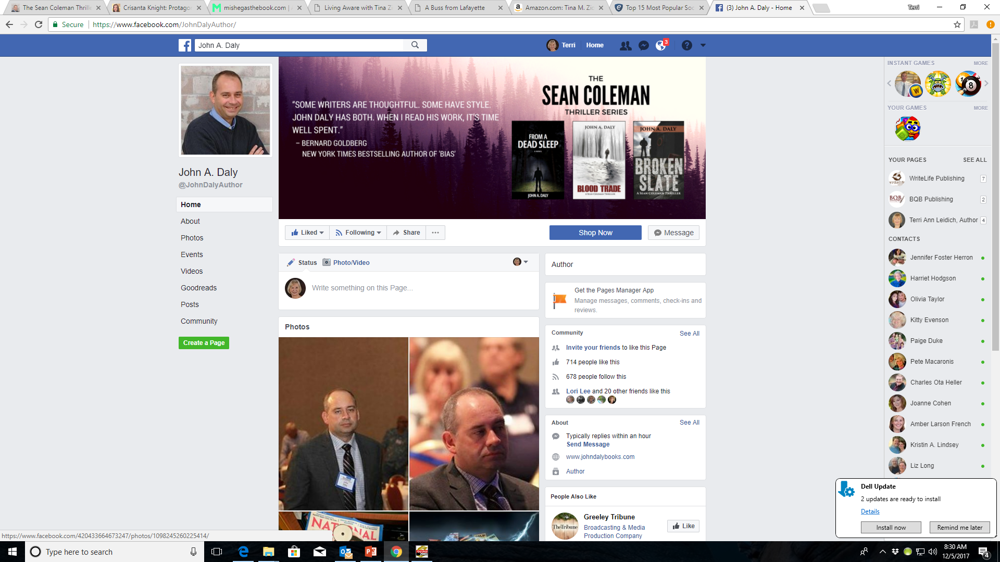 The Sean Coleman Thrille
Crisanta Knight: Protago
mishegasthebook.com |
Living Aware with Tina Z
A Buss from Lafayette
Amazon.com: Tina M. Zio
Top 15 Most Popular Soc
(3) John A. Daly - Home
Terri
Secure
https://www.facebook.com/JohnDalyAuthor/
John A. Daly
Terri
Home
3
John A. Daly
@JohnDalyAuthor
Home
About
Photos
Events
Videos
Goodreads
Posts
Community
Create a Page
"SOME WRITERS ARE THOUGHTFUL. SOME HAVE STYLE.
JOHN DALY HAS BOTH. WHEN I READ HIS WORK, IT'S TIME
WELL SPENT."
– BERNARD GOLDBERG
NEW YORK TIMES BESTSELLING AUTHOR OF 'BIAS'
THE
SEAN COLEMAN
THRILLER SERIES
FROM A
DEAD SLEEP
A NOVEL
JOHN A. DALY
JOHN A. DALY
BLOOD TRADE
A SEAN COLEMAN THRILLER
JOHN A. DALY
BROKEN
SLATE
A SEAN COLEMAN THRILLER
Liked
Following
Share
Shop Now
Message
Status
Photo/Video
Write something on this Page...
Photos
NATIONAL
Author
Get the Pages Manager App
Manage messages, comments, check-ins and
reviews.
Community
See All
Invite your friends to like this Page
714 people like this
678 people follow this
Lori Lee and 20 other friends like this
About
See All
Typically replies within an hour
Send Message
www.johndalybooks.com
Author
People Also Like
TheTribune
Greeley Tribune
Broadcasting & Media
Production Company
Like
INSTANT GAMES
MORE
W
8
YOUR GAMES
MORE
YOUR PAGES
SEE ALL
writelife
WriteLife Publishing
7
BQB
BQB Publishing
2
Terri Ann Leidich, Author
4
CONTACTS
Jennifer Foster Herron
Harriet Hodgson
Olivia Taylor
Kitty Evenson
Paige Duke
Pete Macaronis
Charles Ota Heller
Joanne Cohen
Amber Larson French
Kristin A. Lindsey
Liz Long
Dell Update
2 updates are ready to install
Details
Install now
Remind me later
https://www.facebook.com/420433664673247/photos/1098245260225414/
Type here to search
8:30 AM
12/5/2017
4